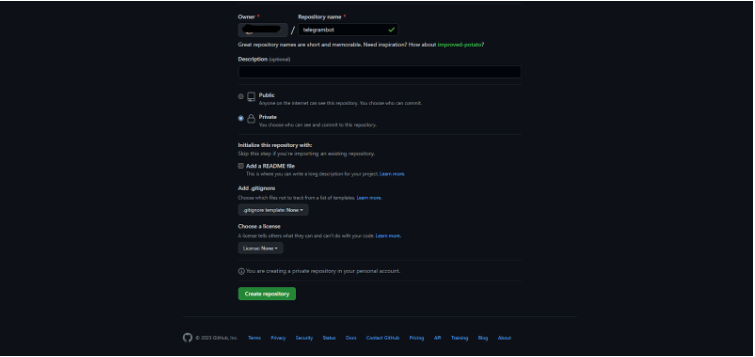 Owner * Repository name *
/ telegrambot
Great repository names are short and memorable. Need inspiration? How about improved-potato?
Description (optional)
Public
Anyone on the internet can see this repository. You choose who can commit.
Private
You choose who can see and commit to this repository.
Initialize this repository with:
Skip this step if you're importing an existing repository.
Add a README file
This is where you can write a long description for your project. Learn more.
Add .gitignore
Choose which files not to track from a list of templates. Learn more.
.gitignore template: None
Choose a license
A license tells others what they can and can't do with your code. Learn more.
License: None
You are creating a private repository in your personal account.
Create repository
© 2023 GitHub, Inc. Terms Privacy Security Status Docs Contact GitHub Pricing API Training Blog About